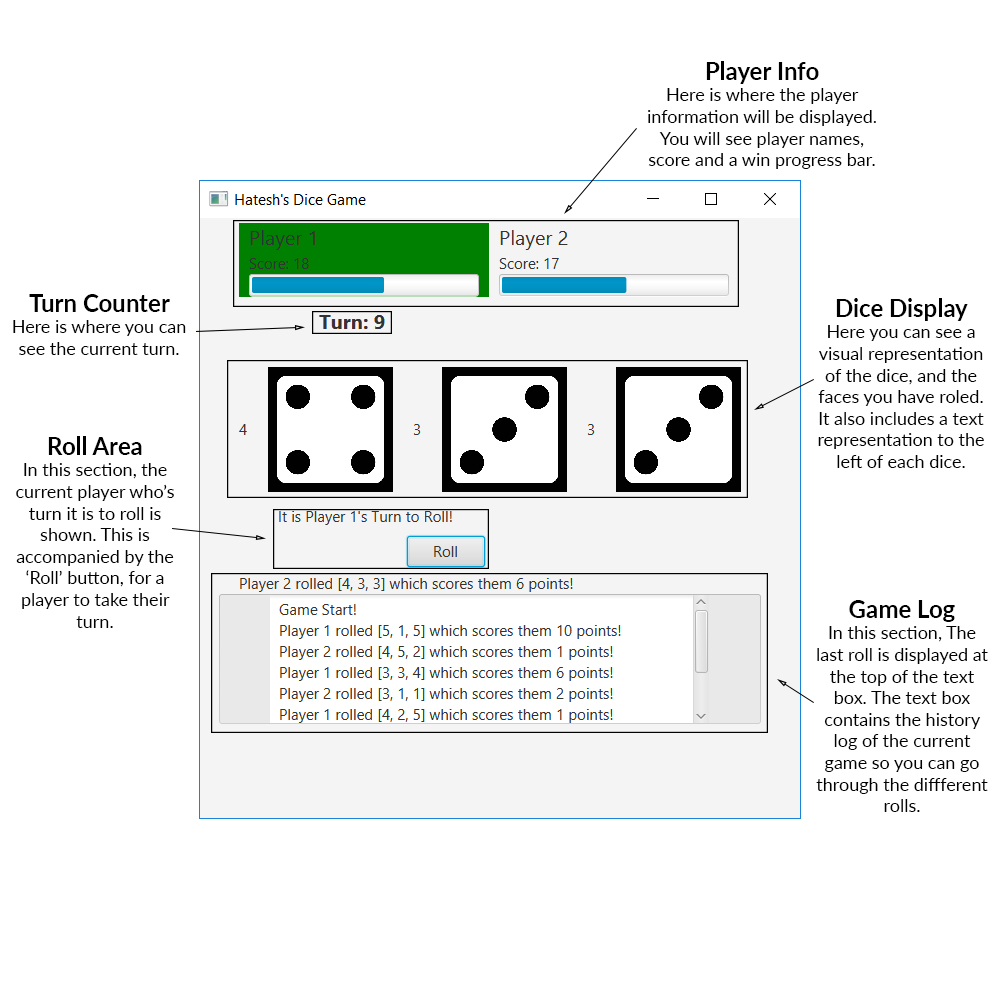 Player Info
Here is where the player
information will be displayed.
You will see player names,
score and a win progress bar.
Hatesh's Dice Game
Player 1
Score: 18
Player 2
Score: 17
Turn Counter
Here is where you can
see the current turn.
Turn: 9
Dice Display
Here you can see a
visual representation
of the dice, and the
faces you have roled.
It also includes a text
representation to the
left of each dice.
4
3
3
Roll Area
In this section, the
current player who's
turn it is to roll is
shown. This is
accompanied by the
‘Roll’ button, for a
player to take their
turn.
It is Player 1's Turn to Roll!
Roll
Player 2 rolled [4, 3, 3] which scores them 6 points!
Game Start!
Player 1 rolled [5, 1, 5] which scores them 10 points!
Player 2 rolled [4, 5, 2] which scores them 1 points!
Player 1 rolled [3, 3, 4] which scores them 6 points!
Player 2 rolled [3, 1, 1] which scores them 2 points!
Player 1 rolled [4, 2, 5] which scores them 1 points!
Game Log
In this section, The
last roll is displayed at
the top of the text
box. The text box
contains the history
log of the current
game so you can go
through the diffferent
rolls.